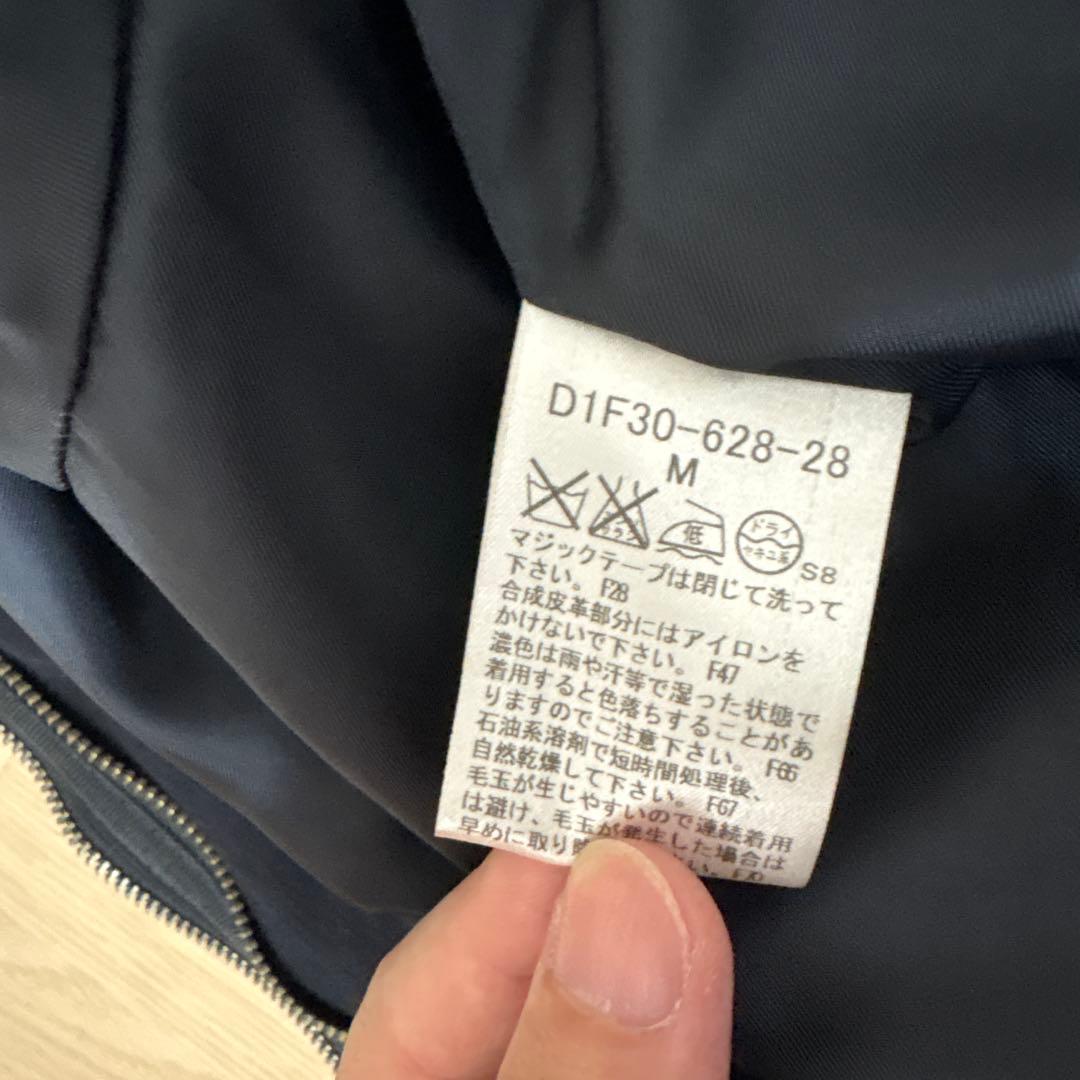 D1F30-628-28
M
低 ドライ セキユ系 S8
マジックテープは閉じて洗って
下さい。 F28
合成皮革部分にはアイロンを
かけないで下さい。 F47
濃色は雨や汗等で湿った状態で
着用すると色落ちすることがあ
りますのでご注意下さい。 F66
石油系溶剤で短時間処理後、
自然乾燥して下さい。 F67
毛玉が生じやすいので連続着用
は避け、毛玉が発生した場合は
早めに取り